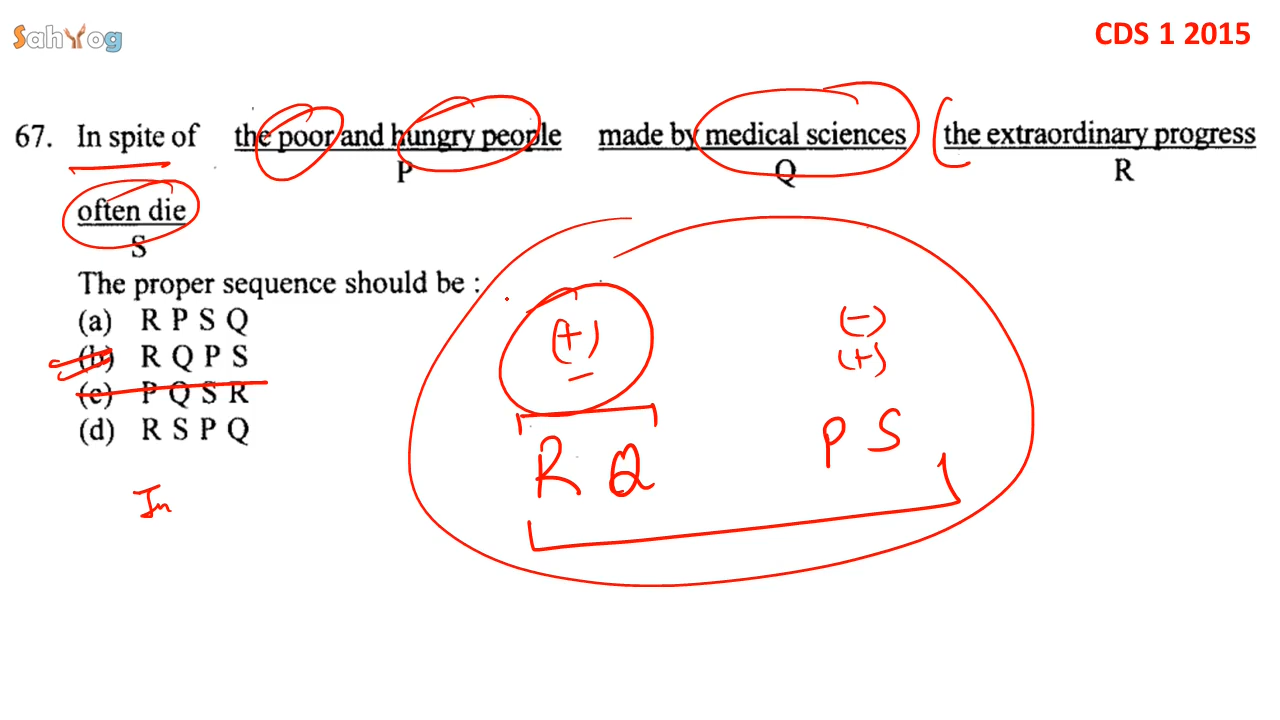 SahYog
CDS 1 2015
67. In spite of the poor and hungry people made by medical sciences the extraordinary progress
P Q R
often die
S
The proper sequence should be :
(a) R P S Q
(b) R Q P S
(c) P Q S R
(d) R S P Q
(+) (-)
(+)
R Q P S
In